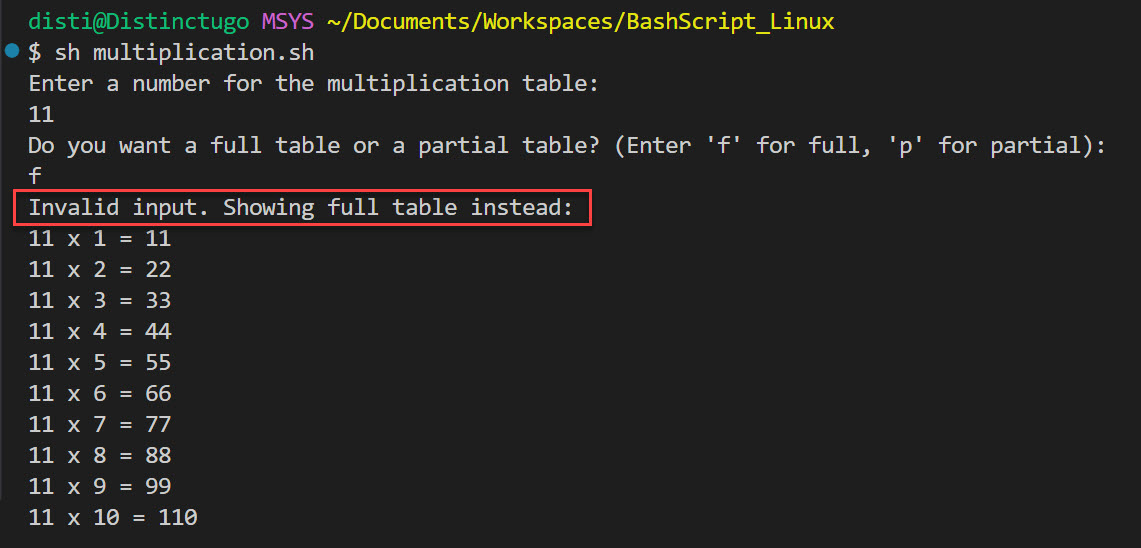 disti@Distinctugo MSYS ~/Documents/Workspaces/BashScript_Linux
$ sh multiplication.sh
Enter a number for the multiplication table:
11
Do you want a full table or a partial table? (Enter 'f' for full, 'p' for partial):
f
Invalid input. Showing full table instead:
11 x 1 = 11
11 x 2 = 22
11 x 3 = 33
11 x 4 = 44
11 x 5 = 55
11 x 6 = 66
11 x 7 = 77
11 x 8 = 88
11 x 9 = 99
11 x 10 = 110